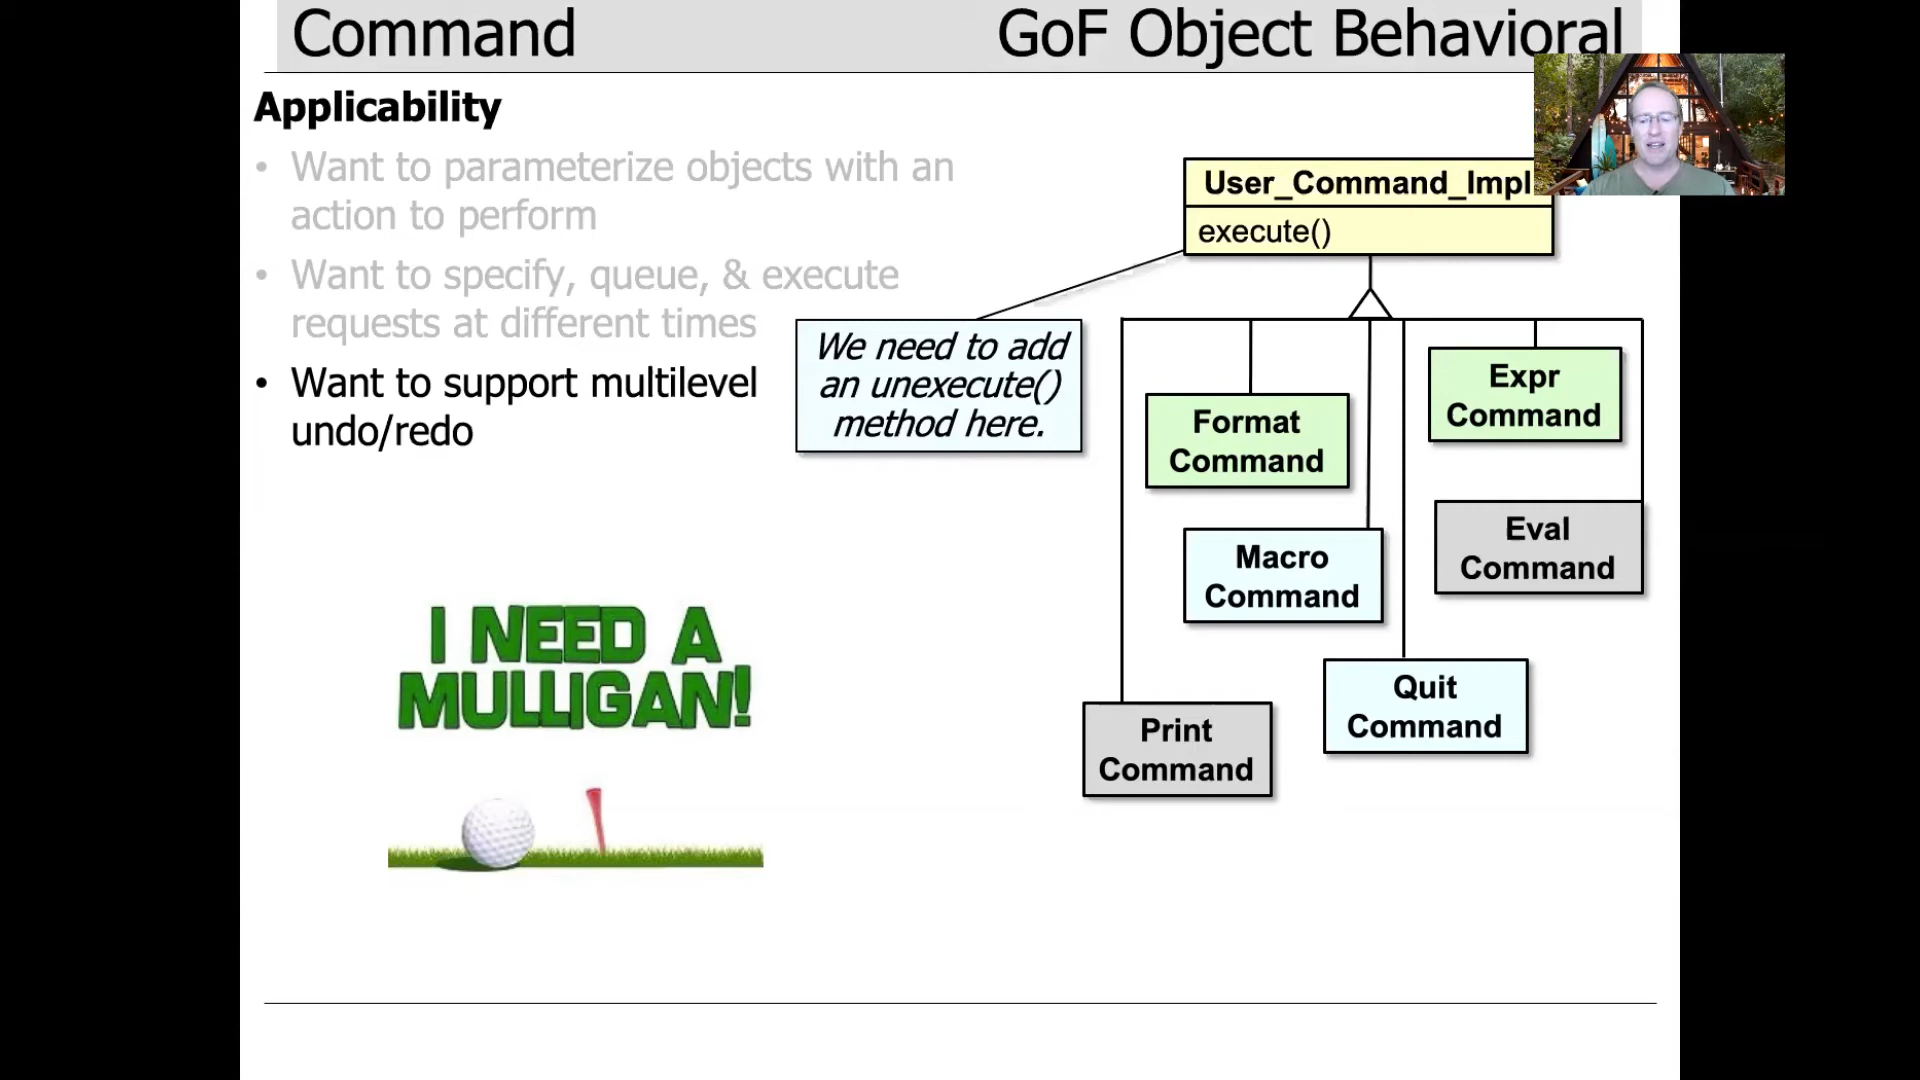 Command
GoF Object Behavioral
Applicability
• Want to parameterize objects with an
action to perform
• Want to specify, queue, & execute
requests at different times
• Want to support multilevel
undo/redo
User_Command_Impl
execute()
We need to add
an unexecute()
method here.
Expr
Command
Format
Command
Eval
Command
Macro
Command
Quit
Command
Print
Command
I NEED A
MULLIGAN!